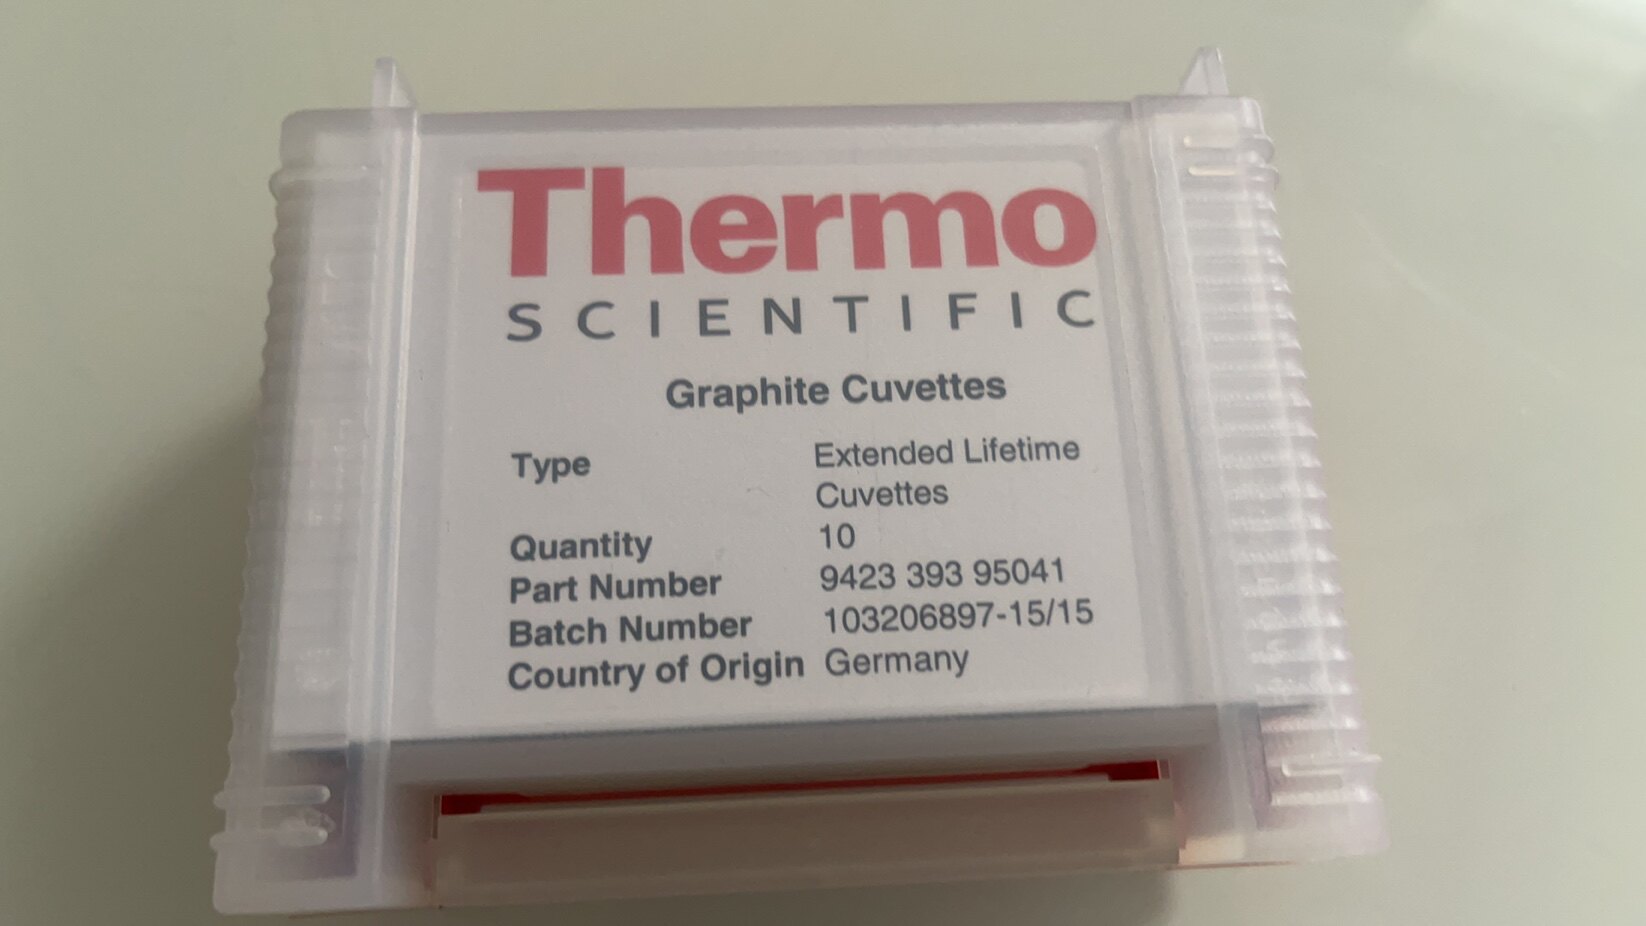 Thermo
SCIENTIFIC
Graphite Cuvettes
Type Extended Lifetime
Cuvettes
Quantity 10
Part Number 9423 393 95041
Batch Number 103206897-15/15
Country of Origin Germany